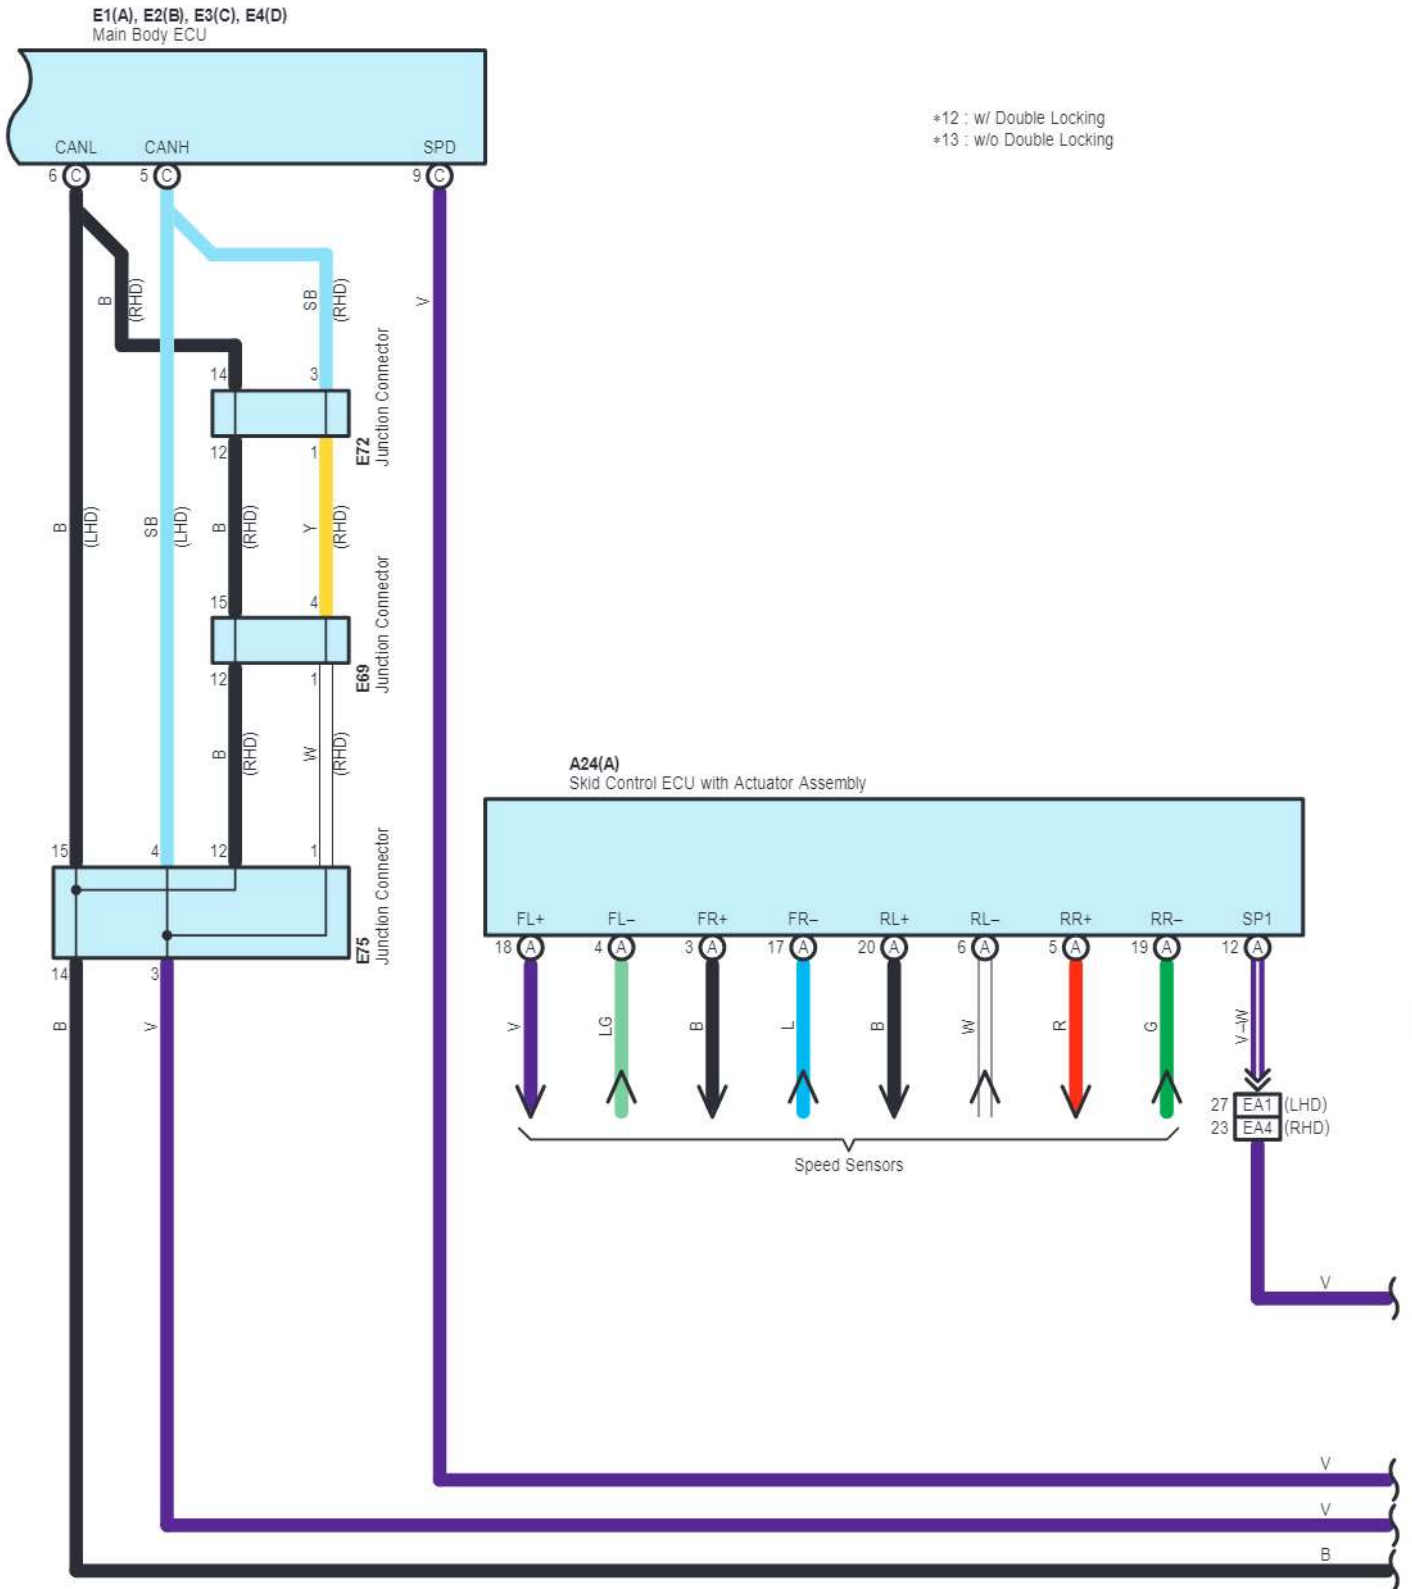 E1(A), E2(B), E3(C), E4(D)
Main Body ECU
*12 : w/ Double Locking
*13 : w/o Double Locking
CANL CANH SPD
6 C 5 C 9 C
B (RHD) SB (RHD) V
14 3
E72
Junction Connector
12 1
B (LHD) SB (LHD) B (RHD) Y (RHD)
15 4
E69
Junction Connector
12 1
B (RHD) W (RHD)
15 4 12 1
E75
Junction Connector
14 3
B V
A24(A)
Skid Control ECU with Actuator Assembly
FL+ FL– FR+ FR– RL+ RL– RR+ RR– SP1
18 A 4 A 3 A 17 A 20 A 6 A 5 A 19 A 12 A
V LG B L B W R G V–W
27 EA1 (LHD)
23 EA4 (RHD)
Speed Sensors
V
V
V
B